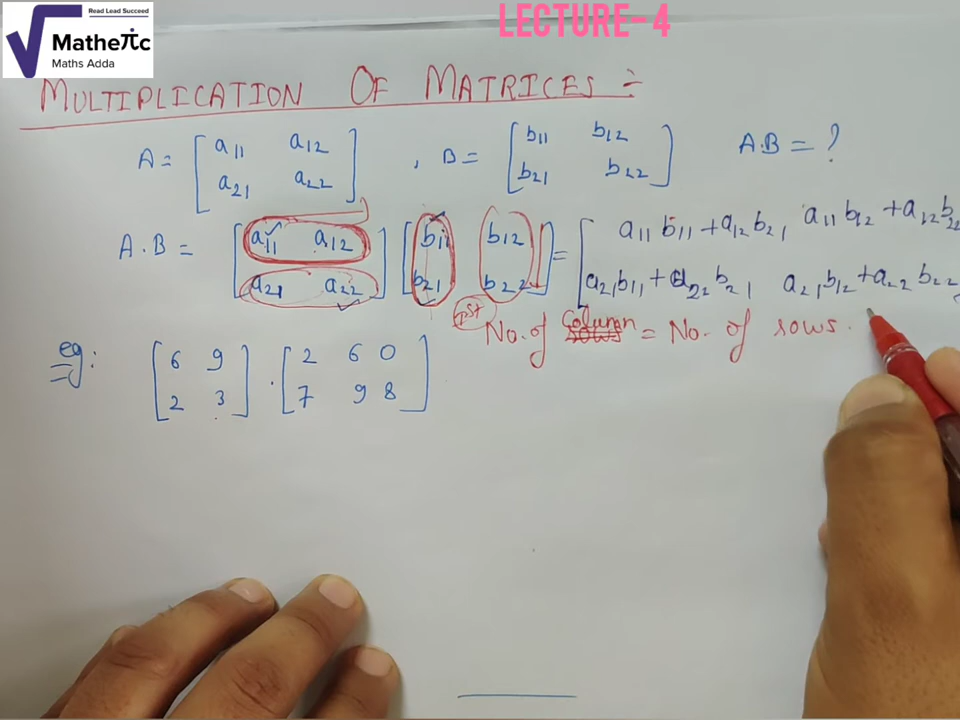 LECTURE-4
Read Lead Succeed
Matheπc
Maths Adda
MULTIPLICATION OF MATRICES :-
A = [ a11 a12 , B = [ b11 b12 ] A.B = ?
a21 a22 ] b21 b22
A.B = [ a11 a12 ] [ b11 b12 ] = [ a11 b11 + a12 b21 a11 b12 + a12 b22
a21 a22 b21 b22 a21 b11 + a22 b21 a21 b12 + a22 b22
Ist No. of Column = No. of rows.
eg: [ 6 9 ] . [ 2 6 0 ]
2 3 7 9 8